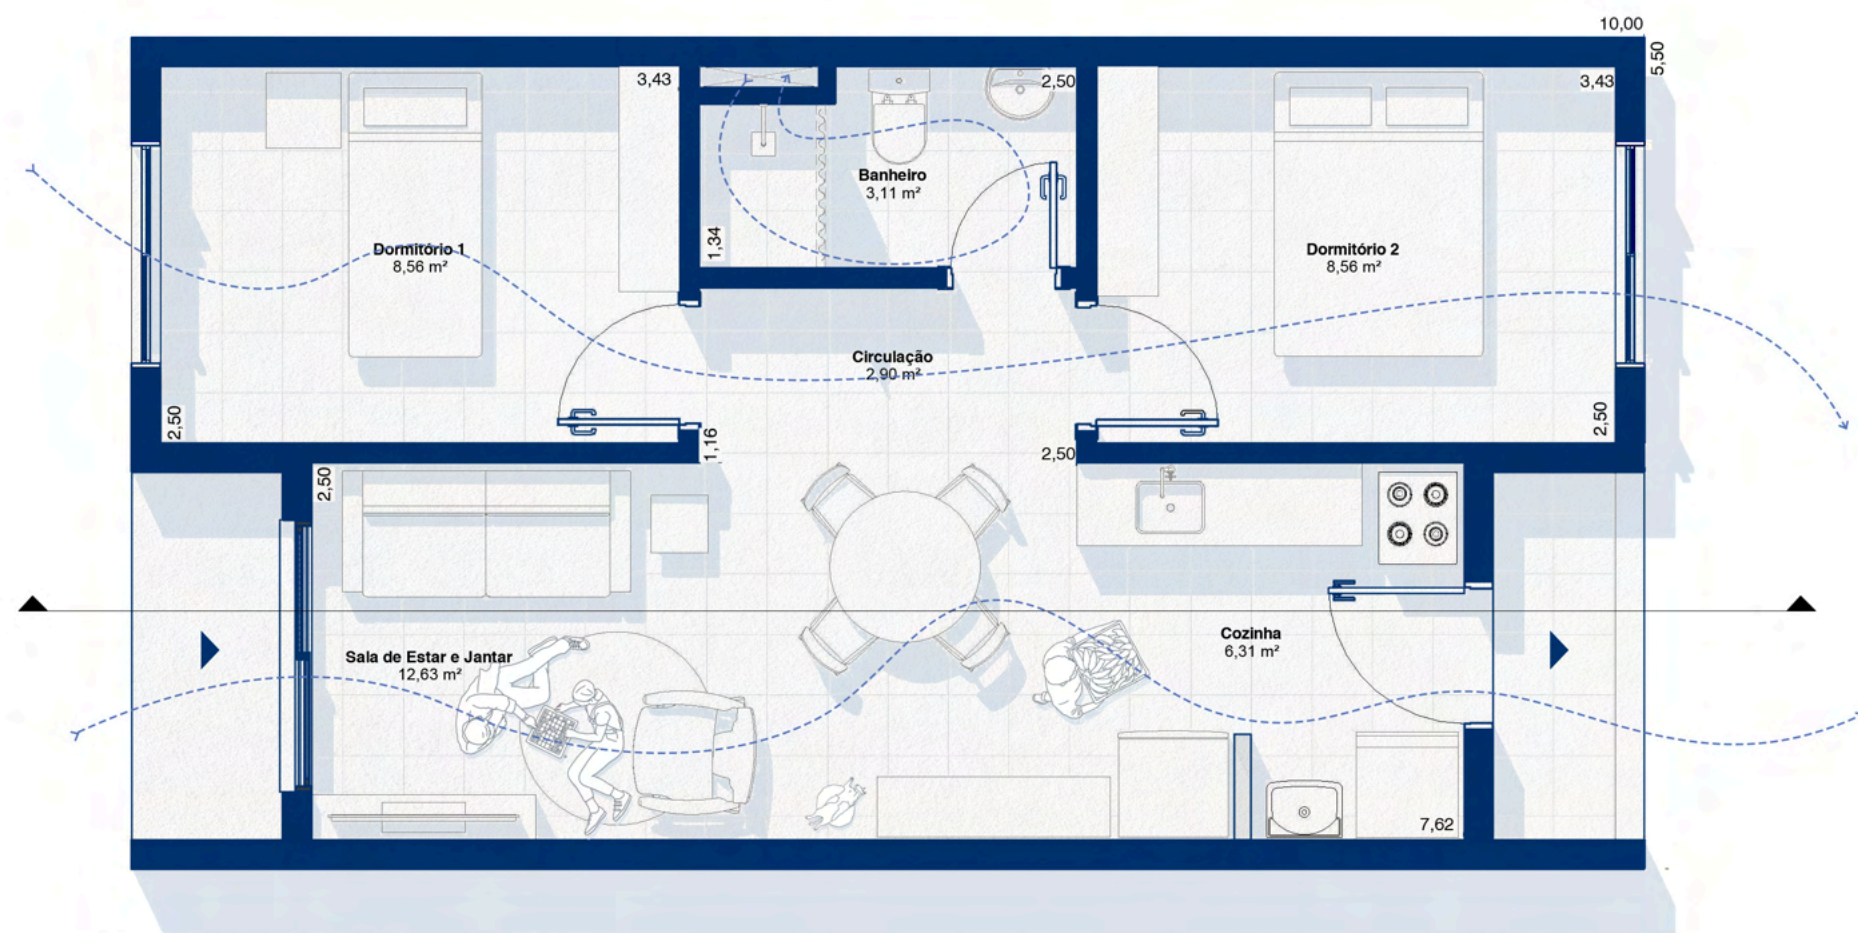 10,00
5,50
3,43
2,50
3,43
Banheiro
3,11 m²
1,34
Dormitório 1
8,56 m²
Dormitório 2
8,56 m²
Circulação
2,90 m²
2,50
1,16
2,50
2,50
2,50
Sala de Estar e Jantar
12,63 m²
Cozinha
6,31 m²
7,62